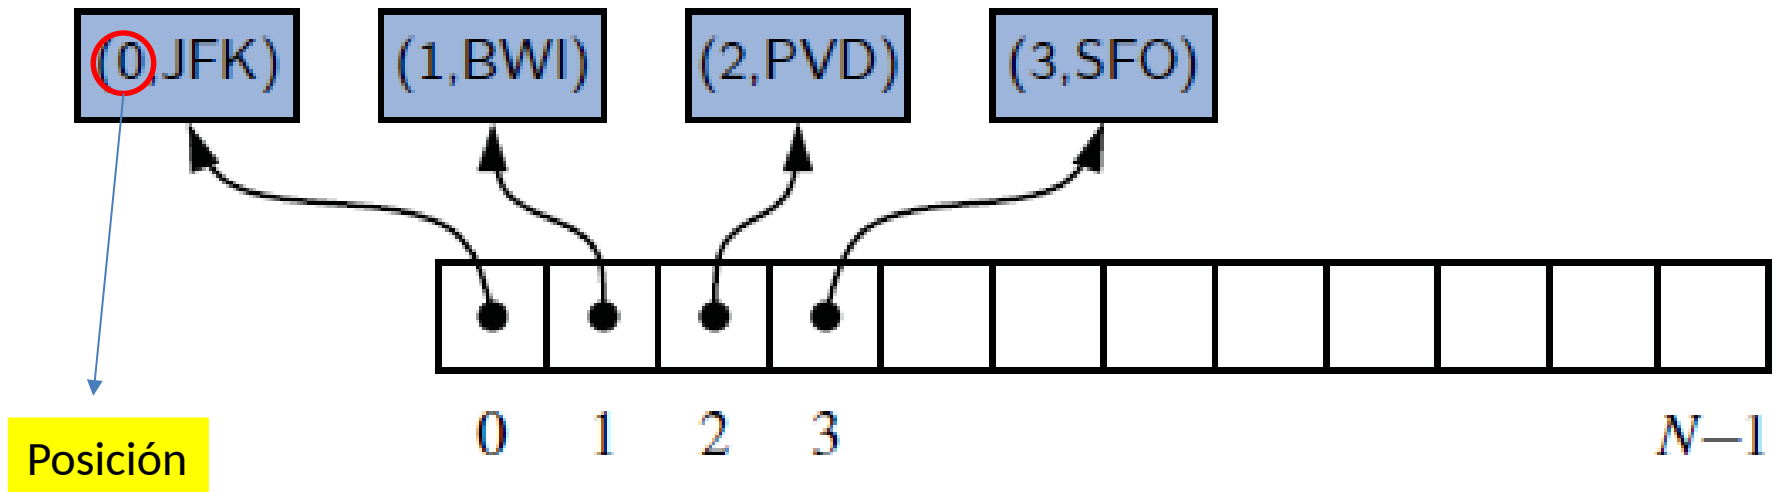 (0,JFK) (1,BWI) (2,PVD) (3,SFO)
0 1 2 3 N–1
Posición